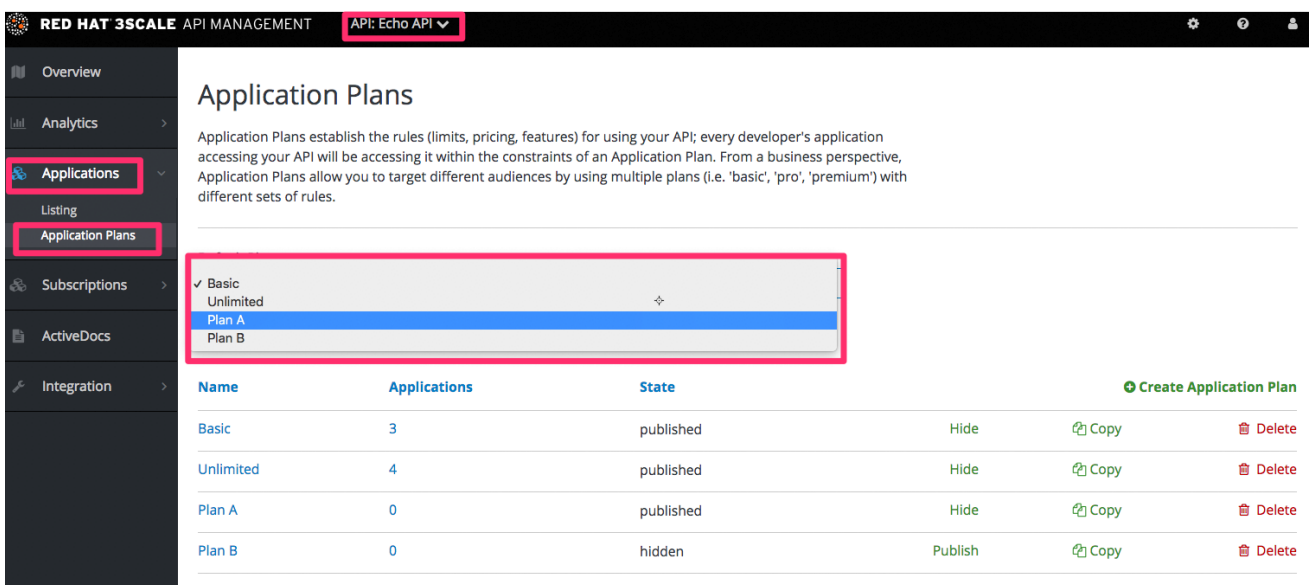 RED HAT 3SCALE API MANAGEMENT API: Echo API
Overview
Analytics
Applications
Listing
Application Plans
Subscriptions
ActiveDocs
Integration
Application Plans
Application Plans establish the rules (limits, pricing, features) for using your API; every developer's application
accessing your API will be accessing it within the constraints of an Application Plan. From a business perspective,
Application Plans allow you to target different audiences by using multiple plans (i.e. 'basic', 'pro', 'premium') with
different sets of rules.
✓ Basic
Unlimited
Plan A
Plan B
Name Applications State Create Application Plan
Basic 3 published Hide Copy Delete
Unlimited 4 published Hide Copy Delete
Plan A 0 published Hide Copy Delete
Plan B 0 hidden Publish Copy Delete